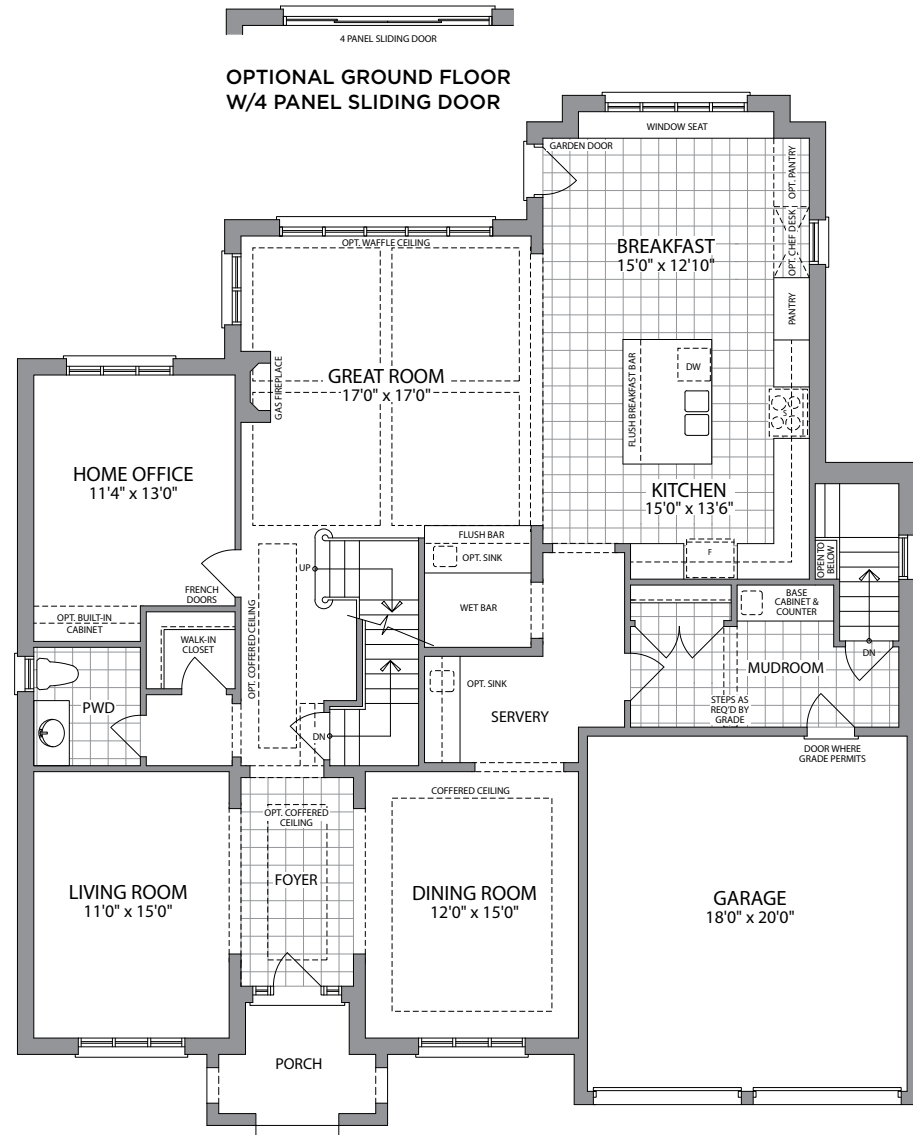 4 PANEL SLIDING DOOR
OPTIONAL GROUND FLOOR
W/4 PANEL SLIDING DOOR
WINDOW SEAT
GARDEN DOOR
OPT. PANTRY
OPT. CHEF DESK
PANTRY
BREAKFAST
15'0" x 12'10"
OPT. WAFFLE CEILING
GREAT ROOM
17'0" x 17'0"
GAS FIREPLACE
DW
FLUSH BREAKFAST BAR
S
KITCHEN
15'0" x 13'6"
F
HOME OFFICE
11'4" x 13'0"
FLUSH BAR
OPT. SINK
WET BAR
UP
OPEN TO
BELOW
FRENCH
DOORS
OPT. BUILT-IN
CABINET
OPT. COFFERED CEILING
BASE
CABINET &
COUNTER
WALK-IN
CLOSET
DN
MUDROOM
PWD
OPT. SINK
SERVERY
STEPS AS
REQ'D BY
GRADE
DN
DOOR WHERE
GRADE PERMITS
COFFERED CEILING
OPT. COFFERED
CEILING
FOYER
LIVING ROOM
11'0" x 15'0"
DINING ROOM
12'0" x 15'0"
GARAGE
18'0" x 20'0"
PORCH